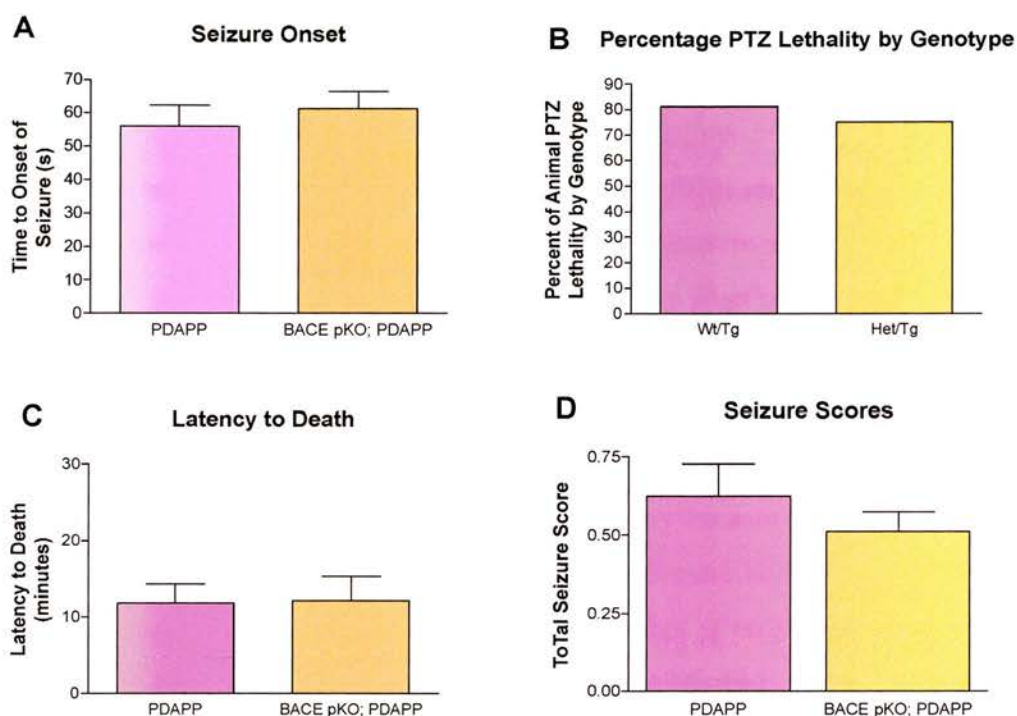 A
Seizure Onset
Time to Onset of
Seizure (s)
70
60
50
40
30
20
10
0
PDAPP
BACE pKO; PDAPP
B
Percentage PTZ Lethality by Genotype
Percent of Animal PTZ
Lethality by Genotype
90
80
70
60
50
40
30
20
10
0
Wt/Tg
Het/Tg
C
Latency to Death
Latency to Death
(minutes)
30
20
10
0
PDAPP
BACE pKO; PDAPP
D
Seizure Scores
ToTal Seizure Score
0.75
0.50
0.25
0.00
PDAPP
BACE pKO; PDAPP